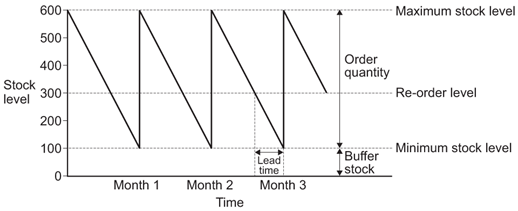 600
500
400
300
200
100
0
Stock
level
Maximum stock level
Order
quantity
Re-order level
Minimum stock level
Lead
time
Buffer
stock
Month 1
Month 2
Month 3
Time